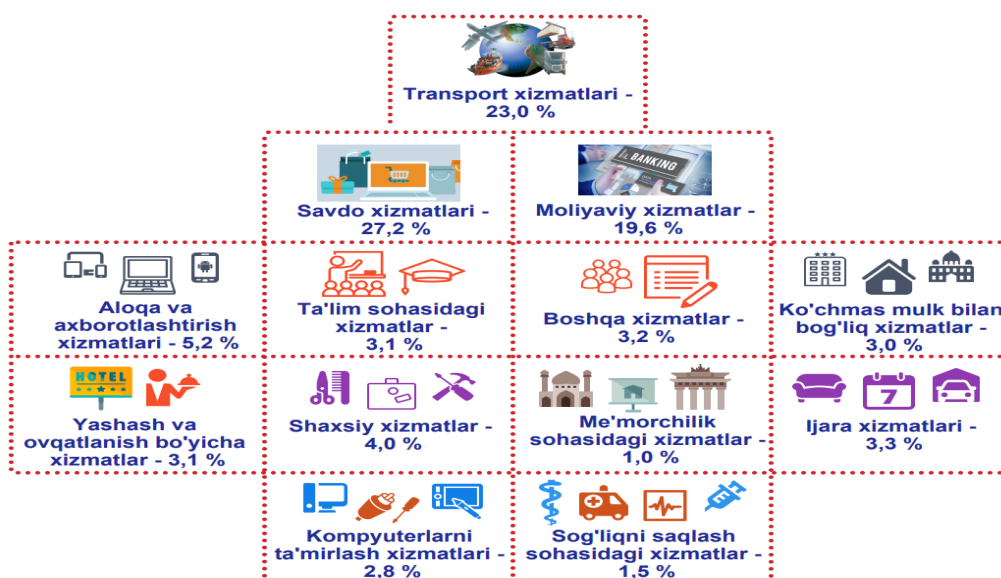 Transport xizmatlari -
23,0 %
BANKING
Savdo xizmatlari -
27,2 %
Moliyaviy xizmatlar -
19,6 %
Aloqa va
axborotlashtirish
xizmatlari - 5,2 %
Ta'lim sohasidagi
xizmatlar -
3,1 %
Boshqa xizmatlar -
3,2 %
Ko'chmas mulk bilan
bog'liq xizmatlar -
3,0 %
HOTEL
Yashash va
ovqatlanish bo'yicha
xizmatlar - 3,1 %
Shaxsiy xizmatlar -
4,0 %
Me'morchilik
sohasidagi xizmatlar -
1,0 %
7
Ijara xizmatlari -
3,3 %
Kompyuterlarni
ta'mirlash xizmatlari -
2,8 %
Sog'liqni saqlash
sohasidagi xizmatlar -
1,5 %